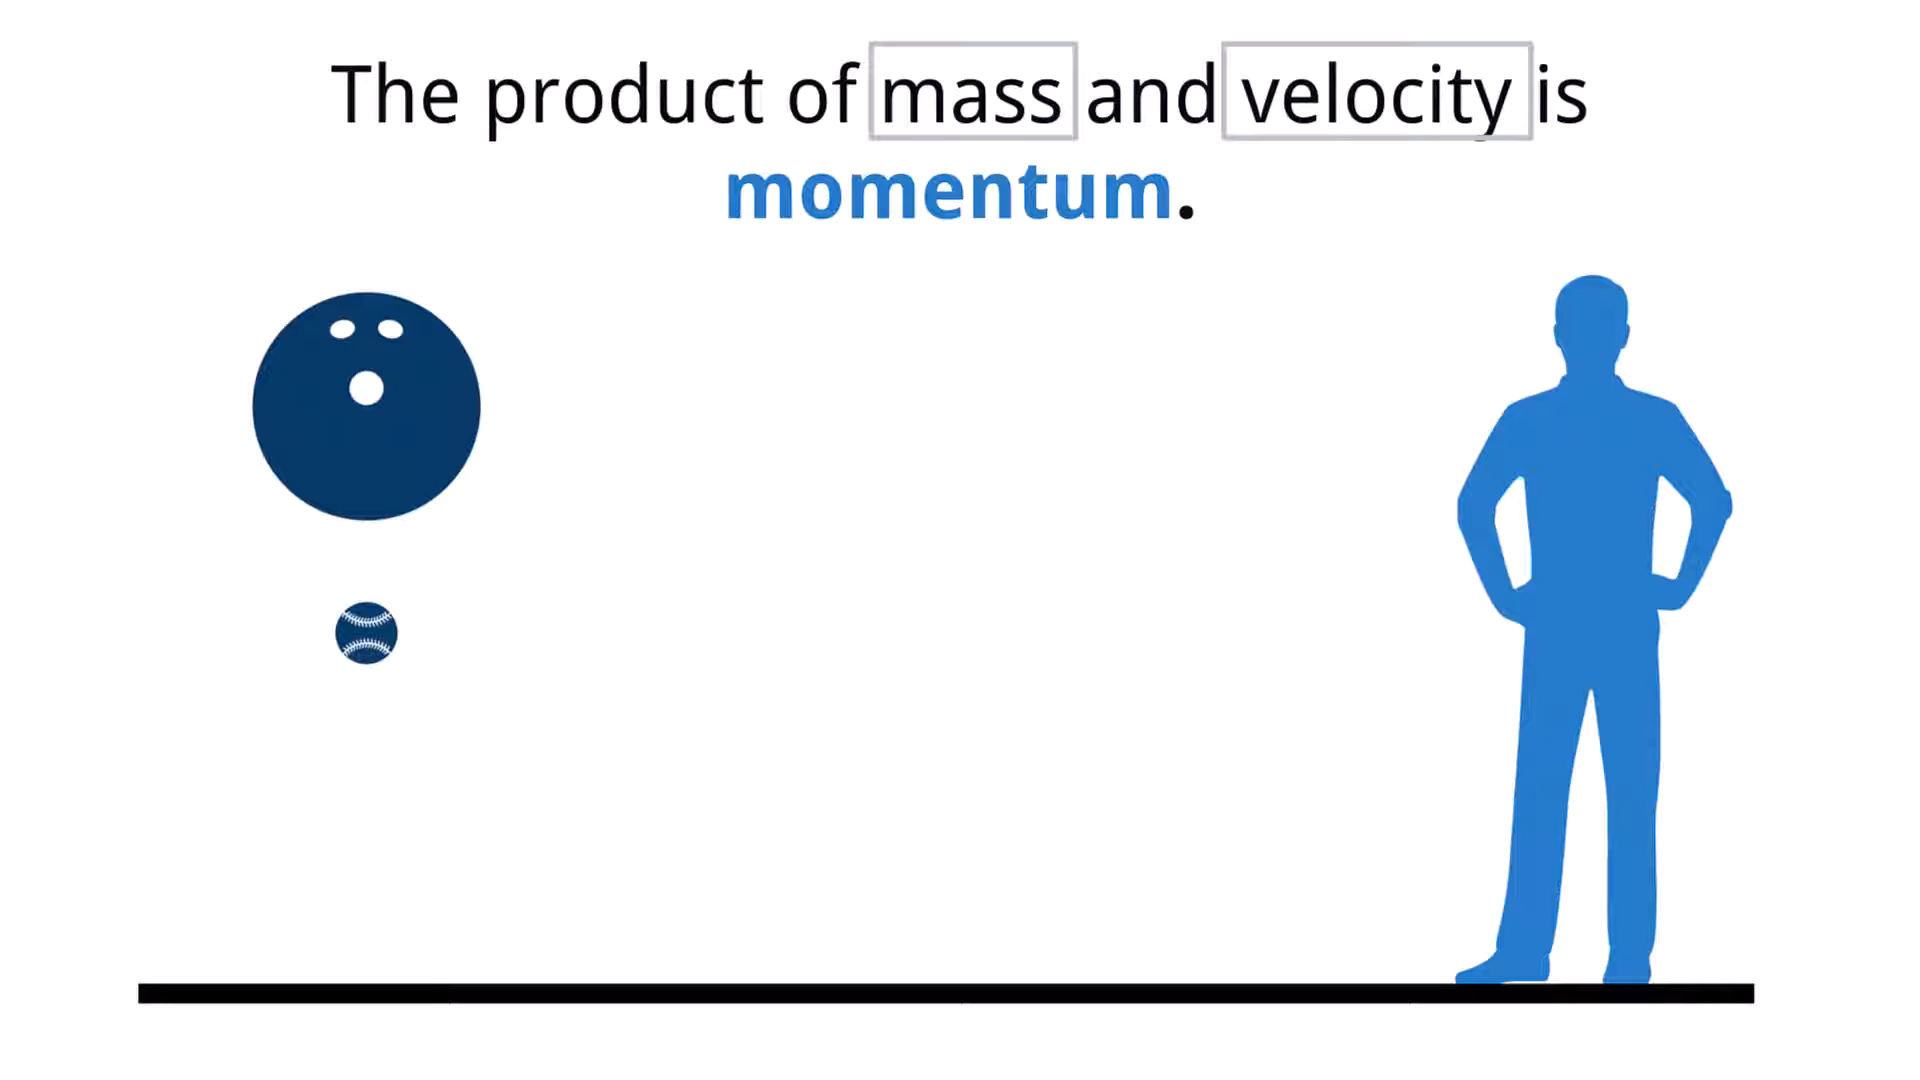 The product of mass and velocity is
momentum.